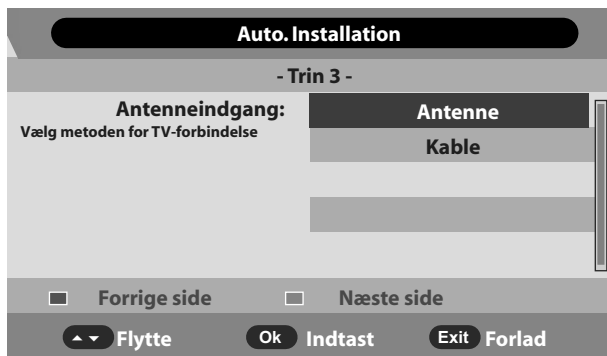 Auto. Installation
- Trin 3 -
Antenneindgang:
Vælg metoden for TV-forbindelse
Antenne
Kable
Forrige side
Næste side
Flytte
Ok Indtast
Exit Forlad